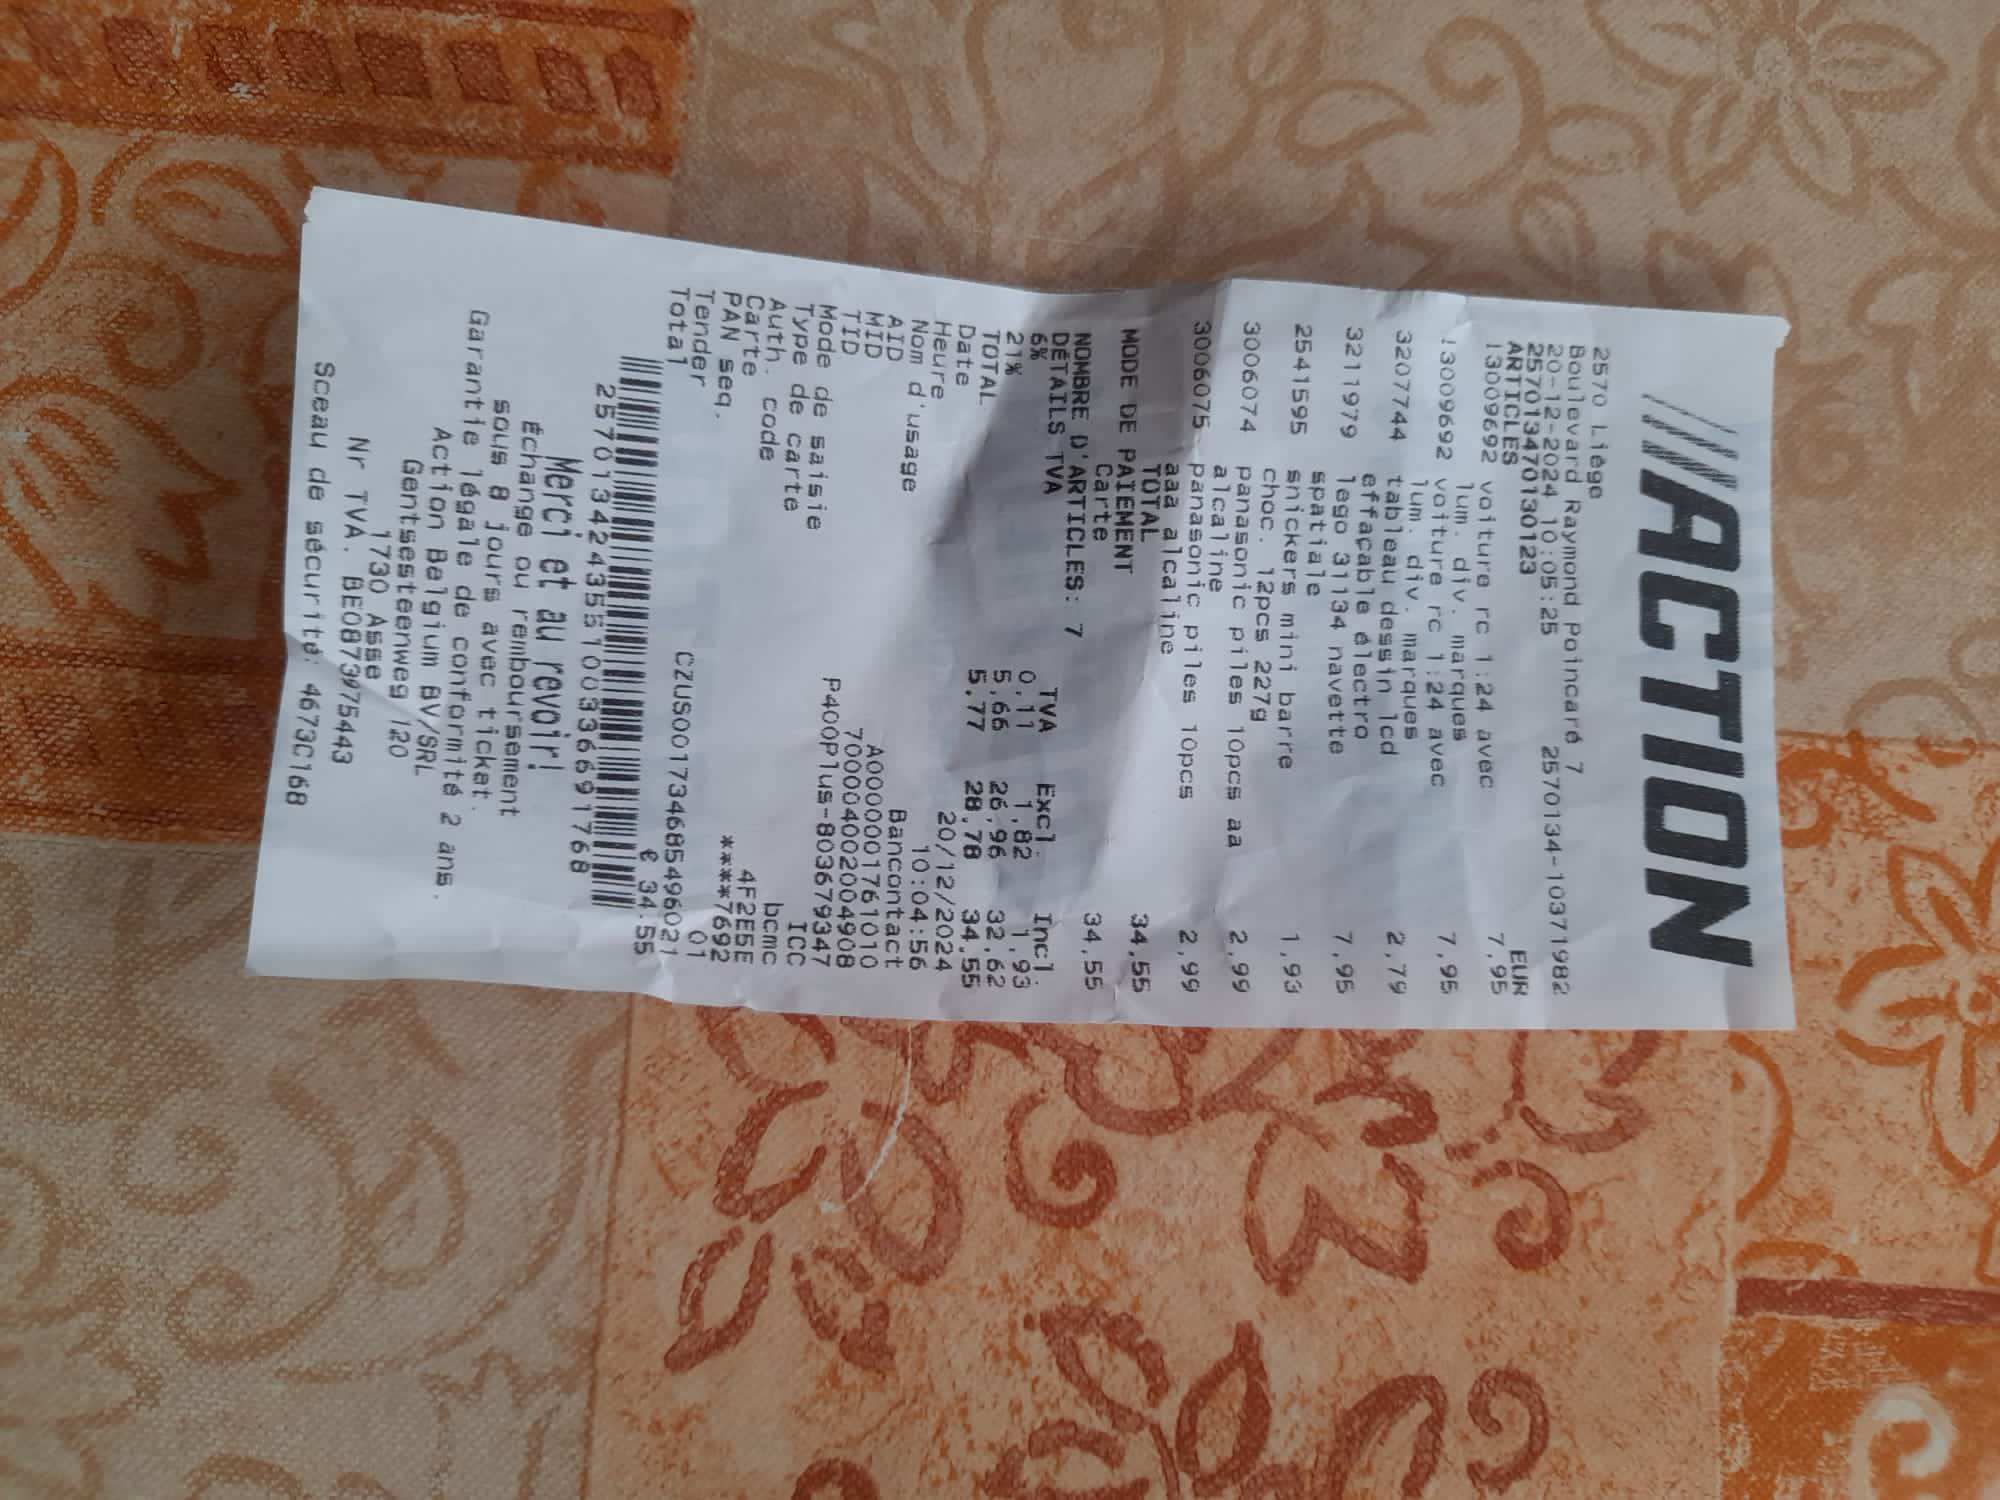 ACTION
2570 Liège
Boulevard Raymond Poincaré 7
20-12-2024 10:05:25 2570134-10371982
2570134701130123
ARTICLES EUR
13009692 voiture rc 1:24 avec 7,95
lum. div. marques
13009692 voiture rc 1:24 avec 7,95
lum. div. marques
3207744 tableau dessin lcd 2,79
effaçable électro
3211979 lego 31134 navette 7,95
spatiale
2541595 snickers mini barre 1,93
choc. 12pcs 227g
3006074 panasonic piles 10pcs aa 2,99
alcaline
3006075 panasonic piles 10pcs 2,99
aaa alcaline
TOTAL 34,55
MODE DE PAIEMENT
Carte 34,55
NOMBRE D'ARTICLES: 7
DÉTAILS TVA TVA Excl. Incl.
6% 0,11 1,82 1,93
21% 5,66 26,96 32,62
TOTAL 5,77 28,78 34,55
Date 20/12/2024
Heure 10:04:56
Nom d'usage Bancontact
AID A0000001761010
MID 700004002004908
TID P400Plus-803679347
Mode de saisie ICC
Type de carte bcmc
Auth. code 4F2E5E
Carte ****7692
PAN seq. 01
Tender CZUS001734685496021
Total € 34.55
257013424355100336691768
Merci et au revoir!
Échange ou remboursement
sous 8 jours avec ticket.
Garantie légale de conformité 2 ans.
Action Belgium BV/SRL
Gentsesteenweg 120
1730 Asse
Nr TVA. BE0873975443
Sceau de sécurité: 4673C168